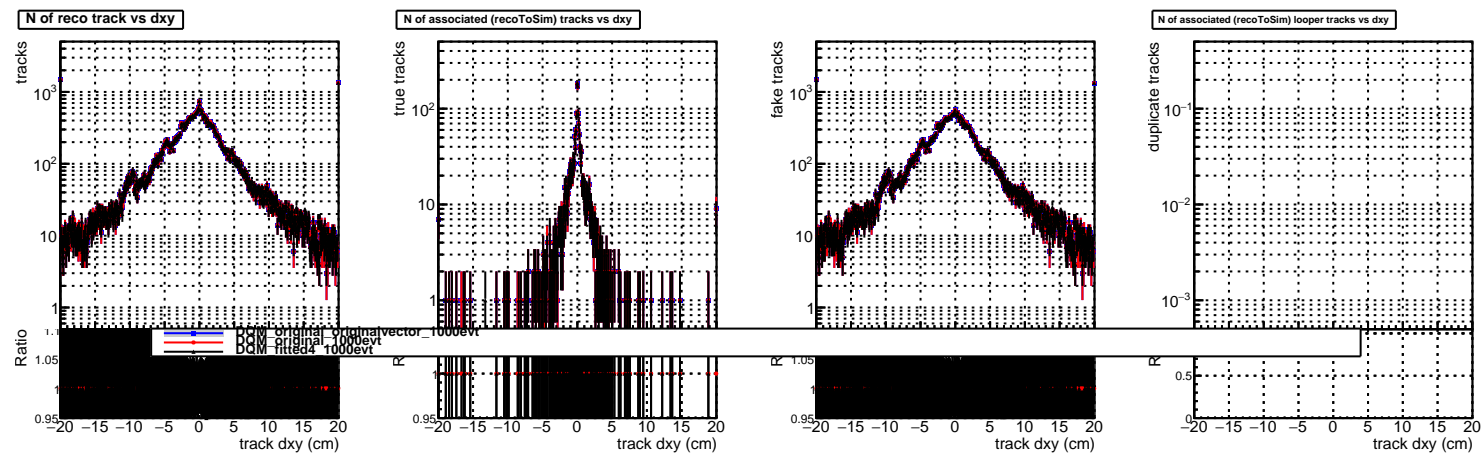 N of reco track vs dxy
tracks
10³
10²
10
1
Ratio
1.1
1.05
1
0.95
−20 −15 −10 −5 0 5 10 15 20
track dxy (cm)
N of associated (recoToSim) tracks vs dxy
true tracks
10²
10
1
R
1
0.95
−20 −15 −10 −5 0 5 10 15 20
track dxy (cm)
fake tracks
10³
10²
10
1
Ratio
1.05
1
0.95
−20 −15 −10 −5 0 5 10 15 20
track dxy (cm)
N of associated (recoToSim) looper tracks vs dxy
duplicate tracks
10⁻¹
10⁻²
10⁻³
R
0.5
0
−20 −15 −10 −5 0 5 10 15 20
track dxy (cm)
DQM_original_originalvector_1000evt
DQM_original_1000evt
DQM_fitted4_1000evt